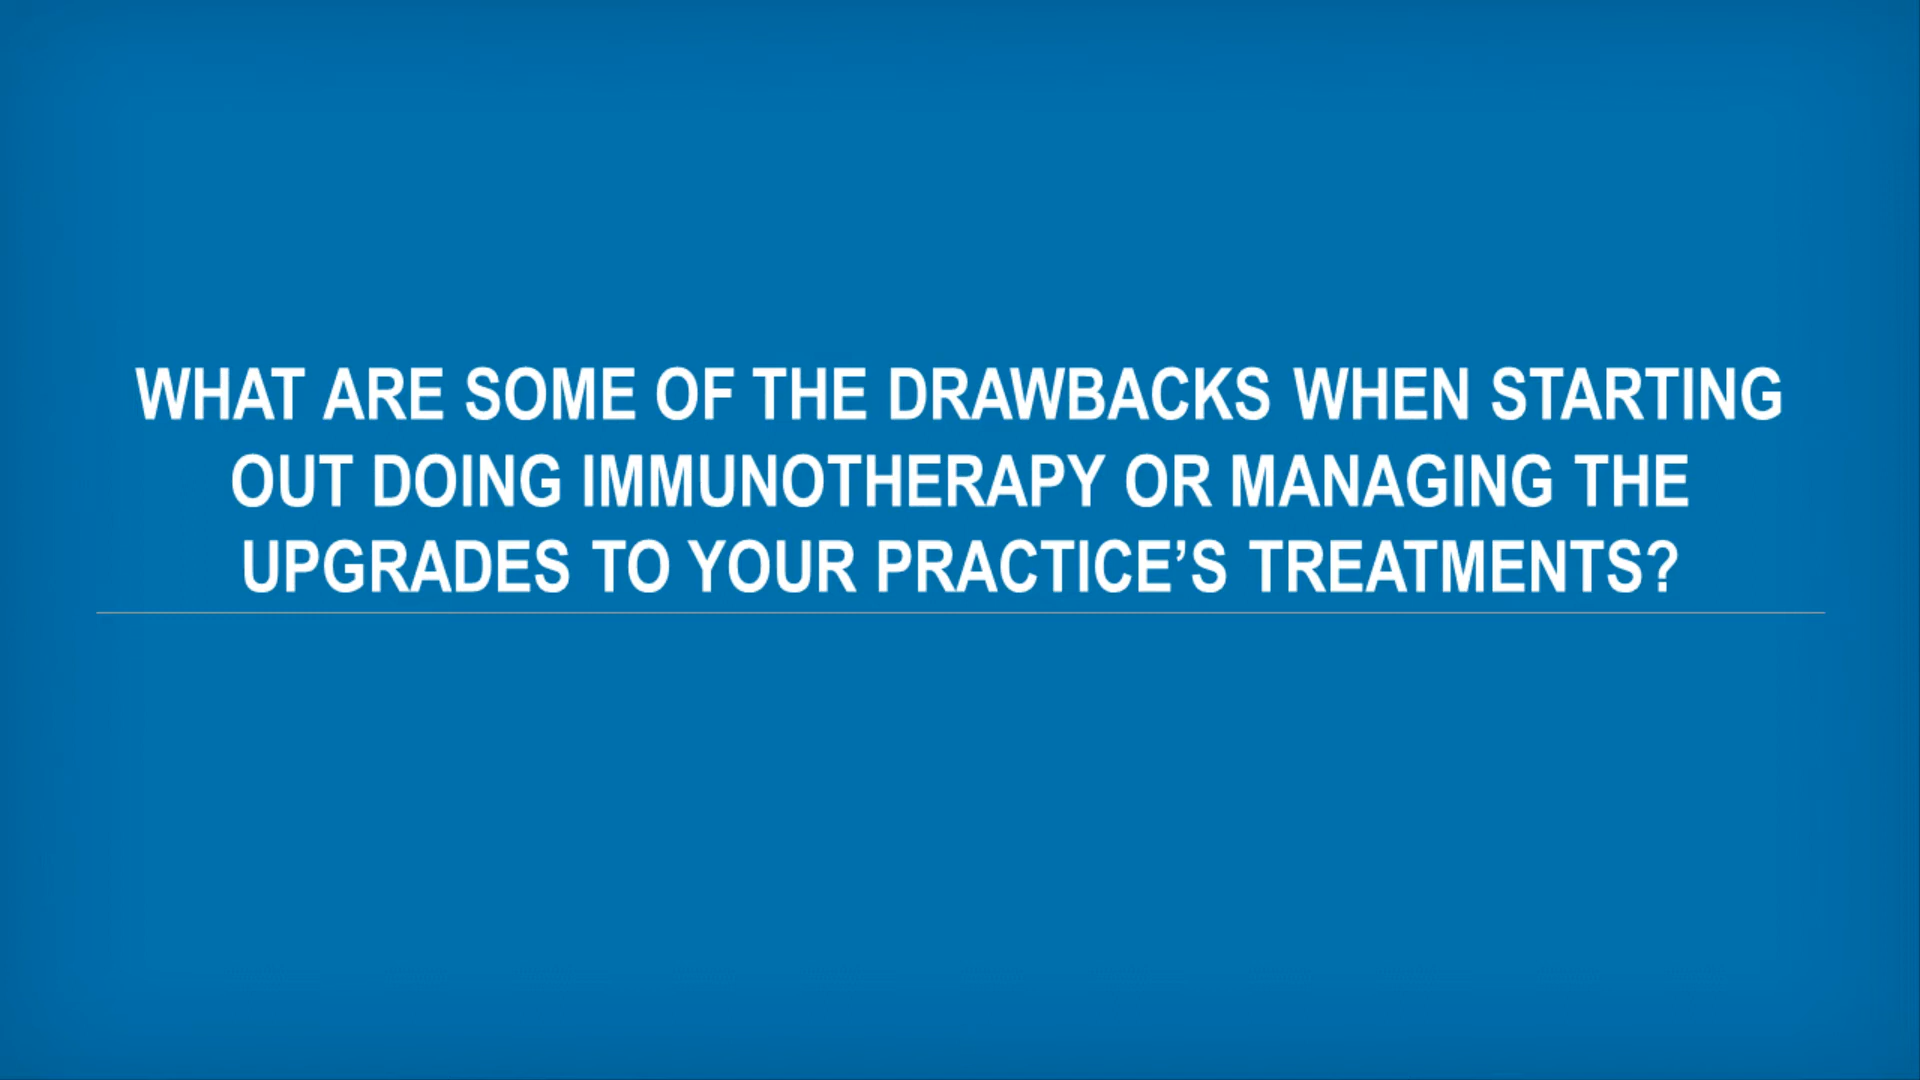 WHAT ARE SOME OF THE DRAWBACKS WHEN STARTING
OUT DOING IMMUNOTHERAPY OR MANAGING THE
UPGRADES TO YOUR PRACTICE’S TREATMENTS?